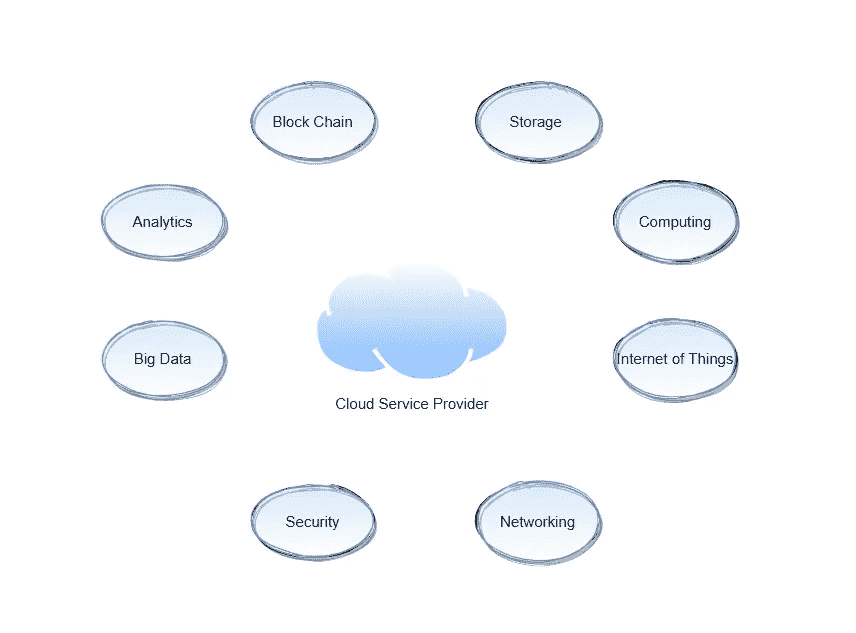 Block Chain
Storage
Analytics
Computing
Big Data
Internet of Things
Cloud Service Provider
Security
Networking